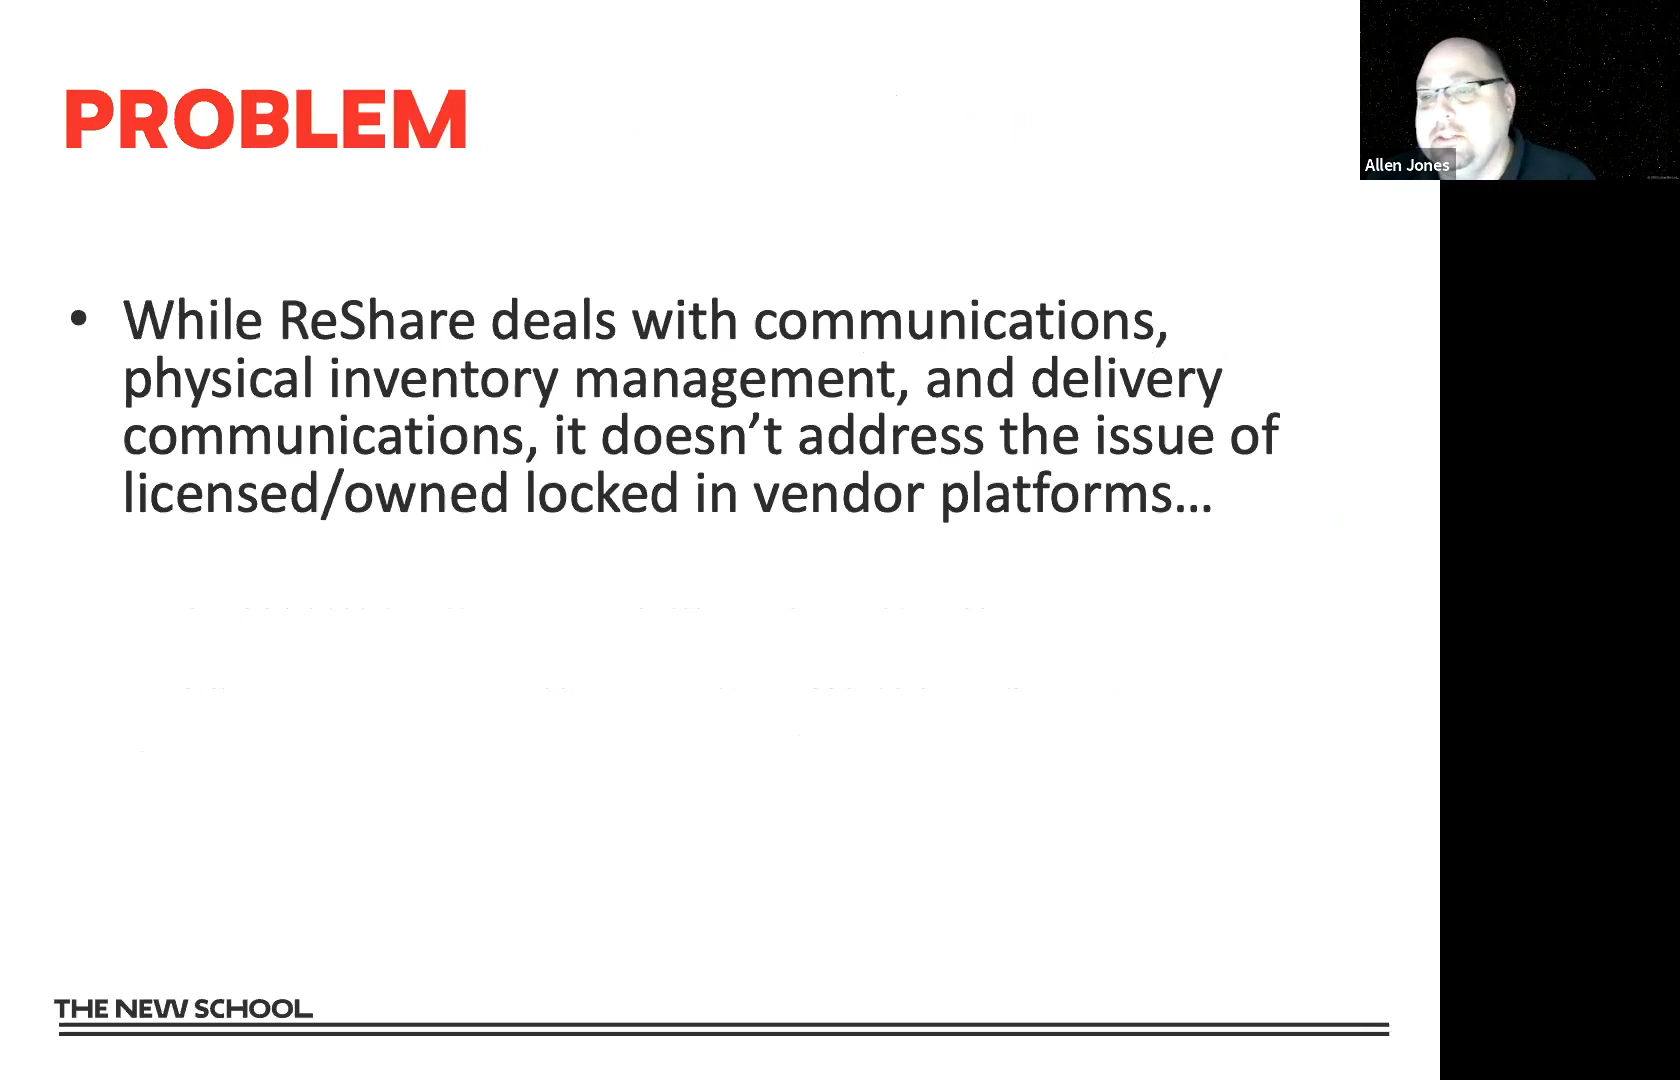 PROBLEM
Allen Jones
• While ReShare deals with communications,
physical inventory management, and delivery
communications, it doesn’t address the issue of
licensed/owned locked in vendor platforms…
THE NEW SCHOOL